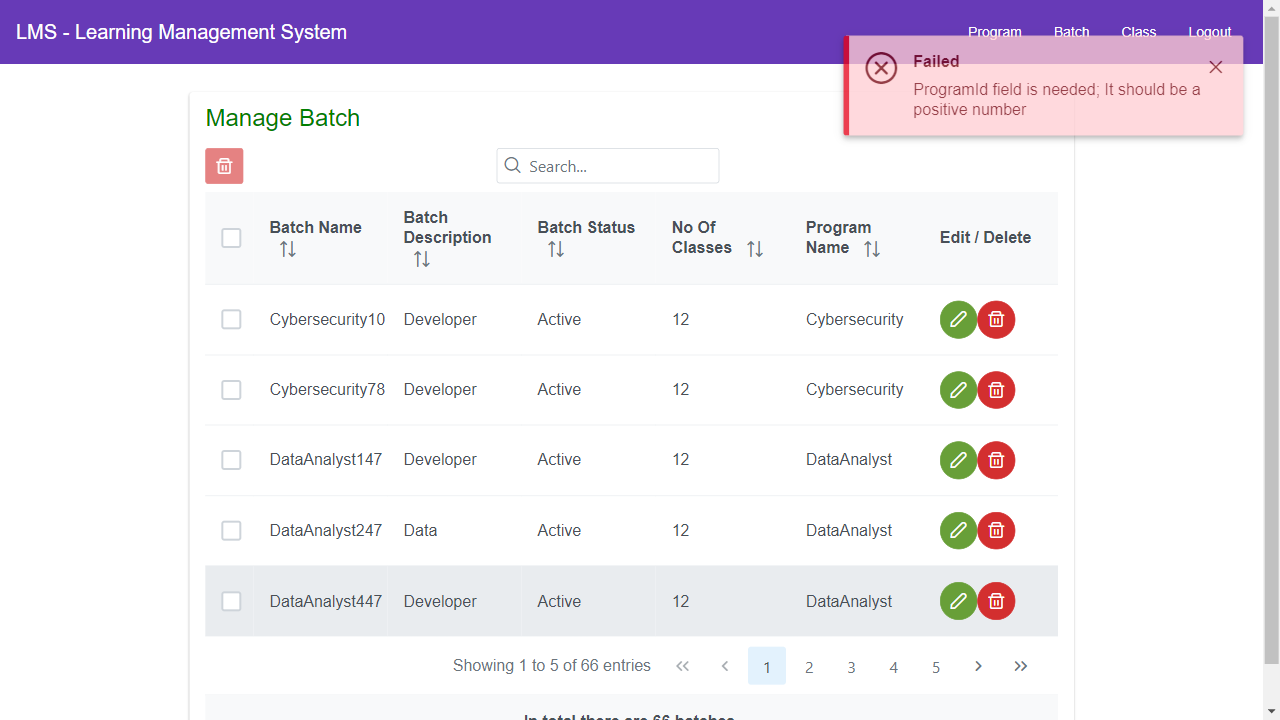 LMS - Learning Management System
Program Batch Class Logout
Failed
ProgramId field is needed; It should be a
positive number
Manage Batch
Search...
Batch Name
Batch
Description
Batch Status
No Of
Classes
Program
Name
Edit / Delete
Cybersecurity10 Developer Active 12 Cybersecurity
Cybersecurity78 Developer Active 12 Cybersecurity
DataAnalyst147 Developer Active 12 DataAnalyst
DataAnalyst247 Data Active 12 DataAnalyst
DataAnalyst447 Developer Active 12 DataAnalyst
Showing 1 to 5 of 66 entries 1 2 3 4 5
In total there are 66 batches